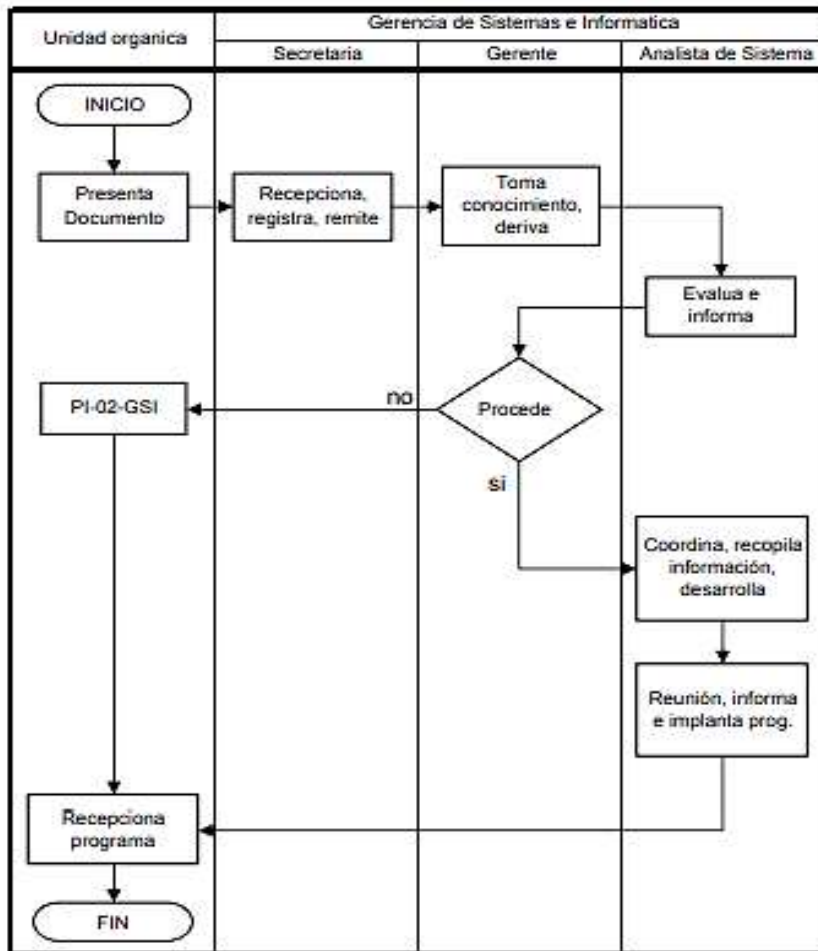 Unidad organica
Gerencia de Sistemas e Informatica
Secretaria
Gerente
Analista de Sistema
INICIO
Presenta
Documento
Recepciona,
registra, remite
Toma
conocimiento,
deriva
Evalua e
informa
PI-02-GSI
no
Procede
si
Coordina, recopila
información,
desarrolla
Reunión, informa
e implanta prog.
Recepciona
programa
FIN